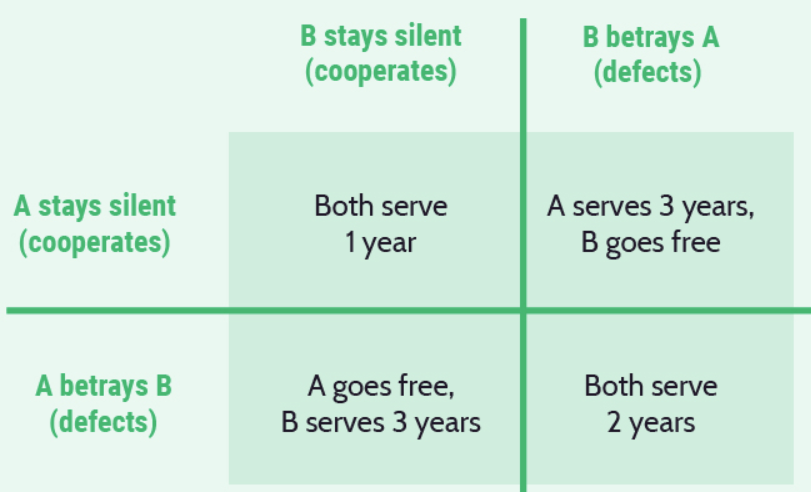 B stays silent
(cooperates)
B betrays A
(defects)
A stays silent
(cooperates)
Both serve
1 year
A serves 3 years,
B goes free
A betrays B
(defects)
A goes free,
B serves 3 years
Both serve
2 years